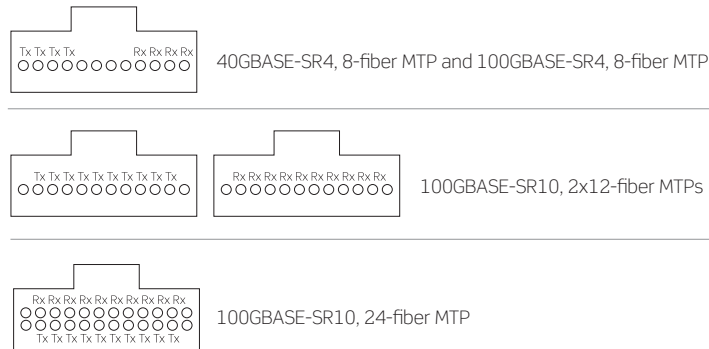 Tx Tx Tx Tx Rx Rx Rx Rx
40GBASE-SR4, 8-fiber MTP and 100GBASE-SR4, 8-fiber MTP
Tx Tx Tx Tx Tx Tx Tx Tx Tx Tx
Rx Rx Rx Rx Rx Rx Rx Rx Rx Rx
100GBASE-SR10, 2x12-fiber MTPs
Rx Rx Rx Rx Rx Rx Rx Rx Rx Rx
100GBASE-SR10, 24-fiber MTP
Tx Tx Tx Tx Tx Tx Tx Tx Tx Tx